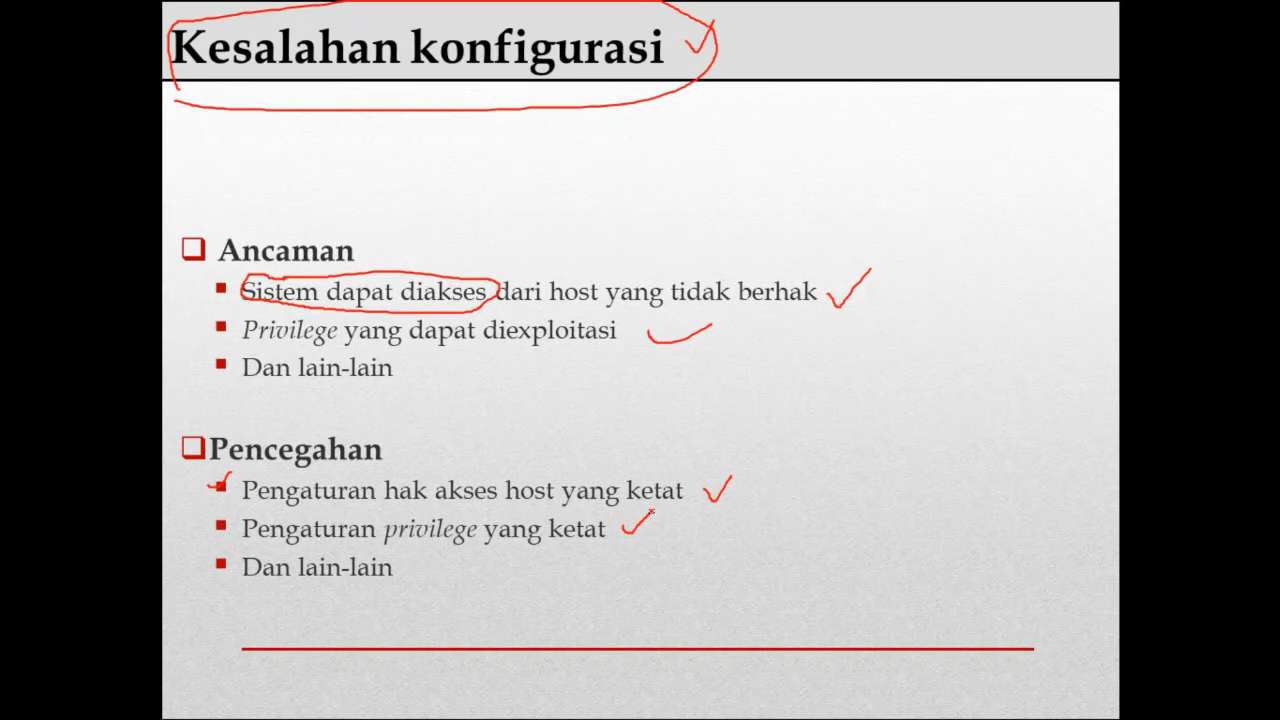 Kesalahan konfigurasi
Ancaman
Sistem dapat diakses dari host yang tidak berhak
Privilege yang dapat diexploitasi
Dan lain-lain
Pencegahan
Pengaturan hak akses host yang ketat
Pengaturan privilege yang ketat
Dan lain-lain